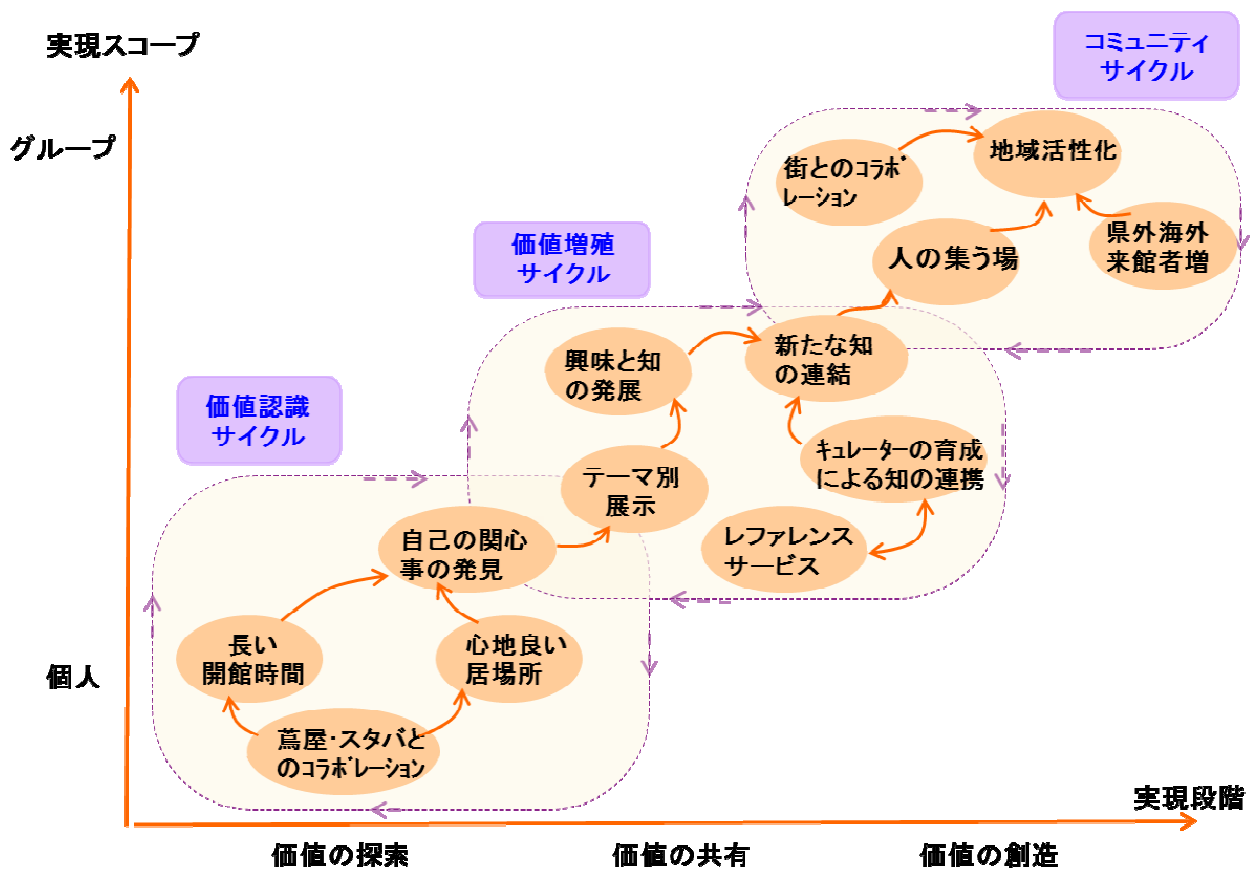 実現スコープ
グループ
個人
コミュニティ
サイクル
街とのｺﾗﾎﾞ
ﾚｰｼｮﾝ
地域活性化
人の集う場
県外海外
来館者増
価値増殖
サイクル
興味と知
の発展
新たな知
の連結
テーマ別
展示
ｷｭﾚｰﾀｰの育成
による知の連携
レファレンス
サービス
価値認識
サイクル
自己の関心
事の発見
長い
開館時間
心地良い
居場所
蔦屋・スタバと
のｺﾗﾎﾞﾚｰｼｮﾝ
実現段階
価値の探索
価値の共有
価値の創造